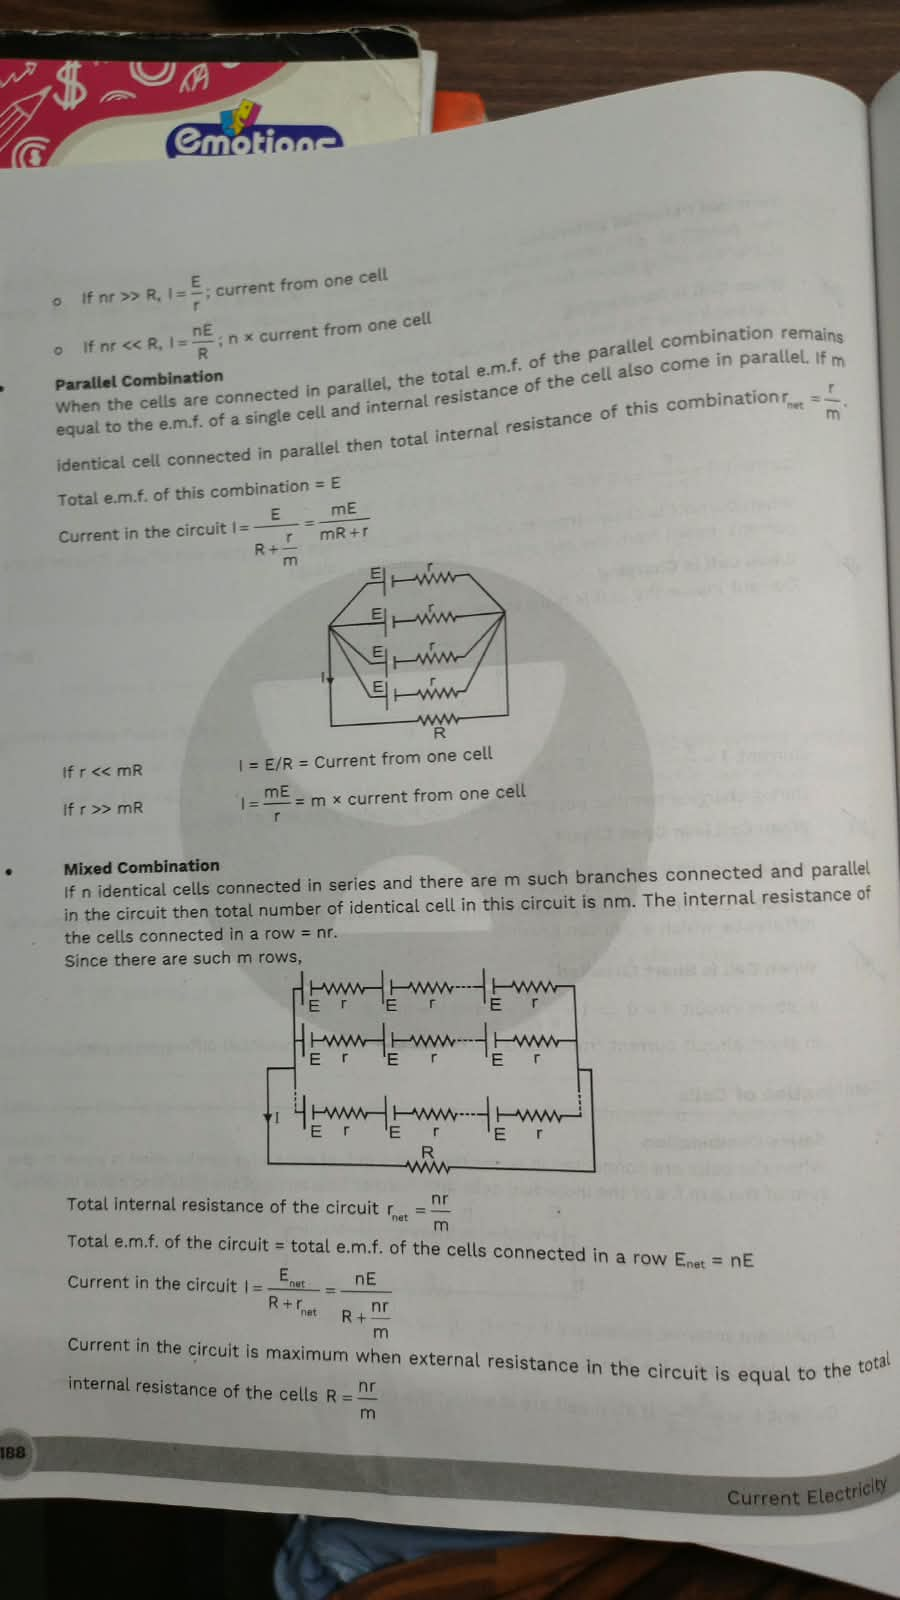 $
emotions
o If nr >> R, I = E/r ; current from one cell
o If nr << R, I = nE/R ; n × current from one cell
• Parallel Combination
When the cells are connected in parallel, the total e.m.f. of the parallel combination remains
equal to the e.m.f. of a single cell and internal resistance of the cell also come in parallel. If m
identical cell connected in parallel then total internal resistance of this combination r_net = r/m.
Total e.m.f. of this combination = E
Current in the circuit I = E/(R + r/m) = mE/(mR + r)
E r
E r
E r
E r
I
R
If r << mR I = E/R = Current from one cell
If r >> mR I = mE/r = m × current from one cell
• Mixed Combination
If n identical cells connected in series and there are m such branches connected and parallel
in the circuit then total number of identical cell in this circuit is nm. The internal resistance of
the cells connected in a row = nr.
Since there are such m rows,
E r E r E r
E r E r E r
I
E r E r E r
R
Total internal resistance of the circuit r_net = nr/m
Total e.m.f. of the circuit = total e.m.f. of the cells connected in a row E_net = nE
Current in the circuit I = E_net/(R + r_net) = nE/(R + nr/m)
Current in the circuit is maximum when external resistance in the circuit is equal to the total
internal resistance of the cells R = nr/m
188
Current Electricity